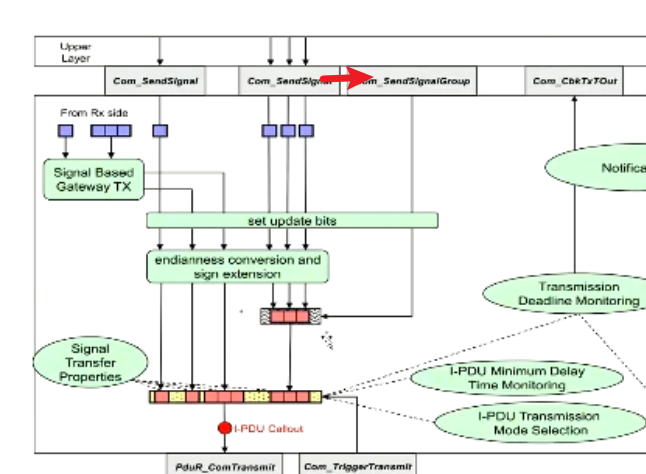 Upper
Layer
Com_SendSignal
Com_SendSignal
Com_SendSignalGroup
Com_CbkTxTOut
From Rx side
Signal Based
Gateway TX
Notifica
set update bits
endianness conversion and
sign extension
Transmission
Deadline Monitoring
Signal
Transfer
Properties
I-PDU Minimum Delay
Time Monitoring
I-PDU Transmission
Mode Selection
I-PDU Callout
PduR_ComTransmit
Com_TriggerTransmit